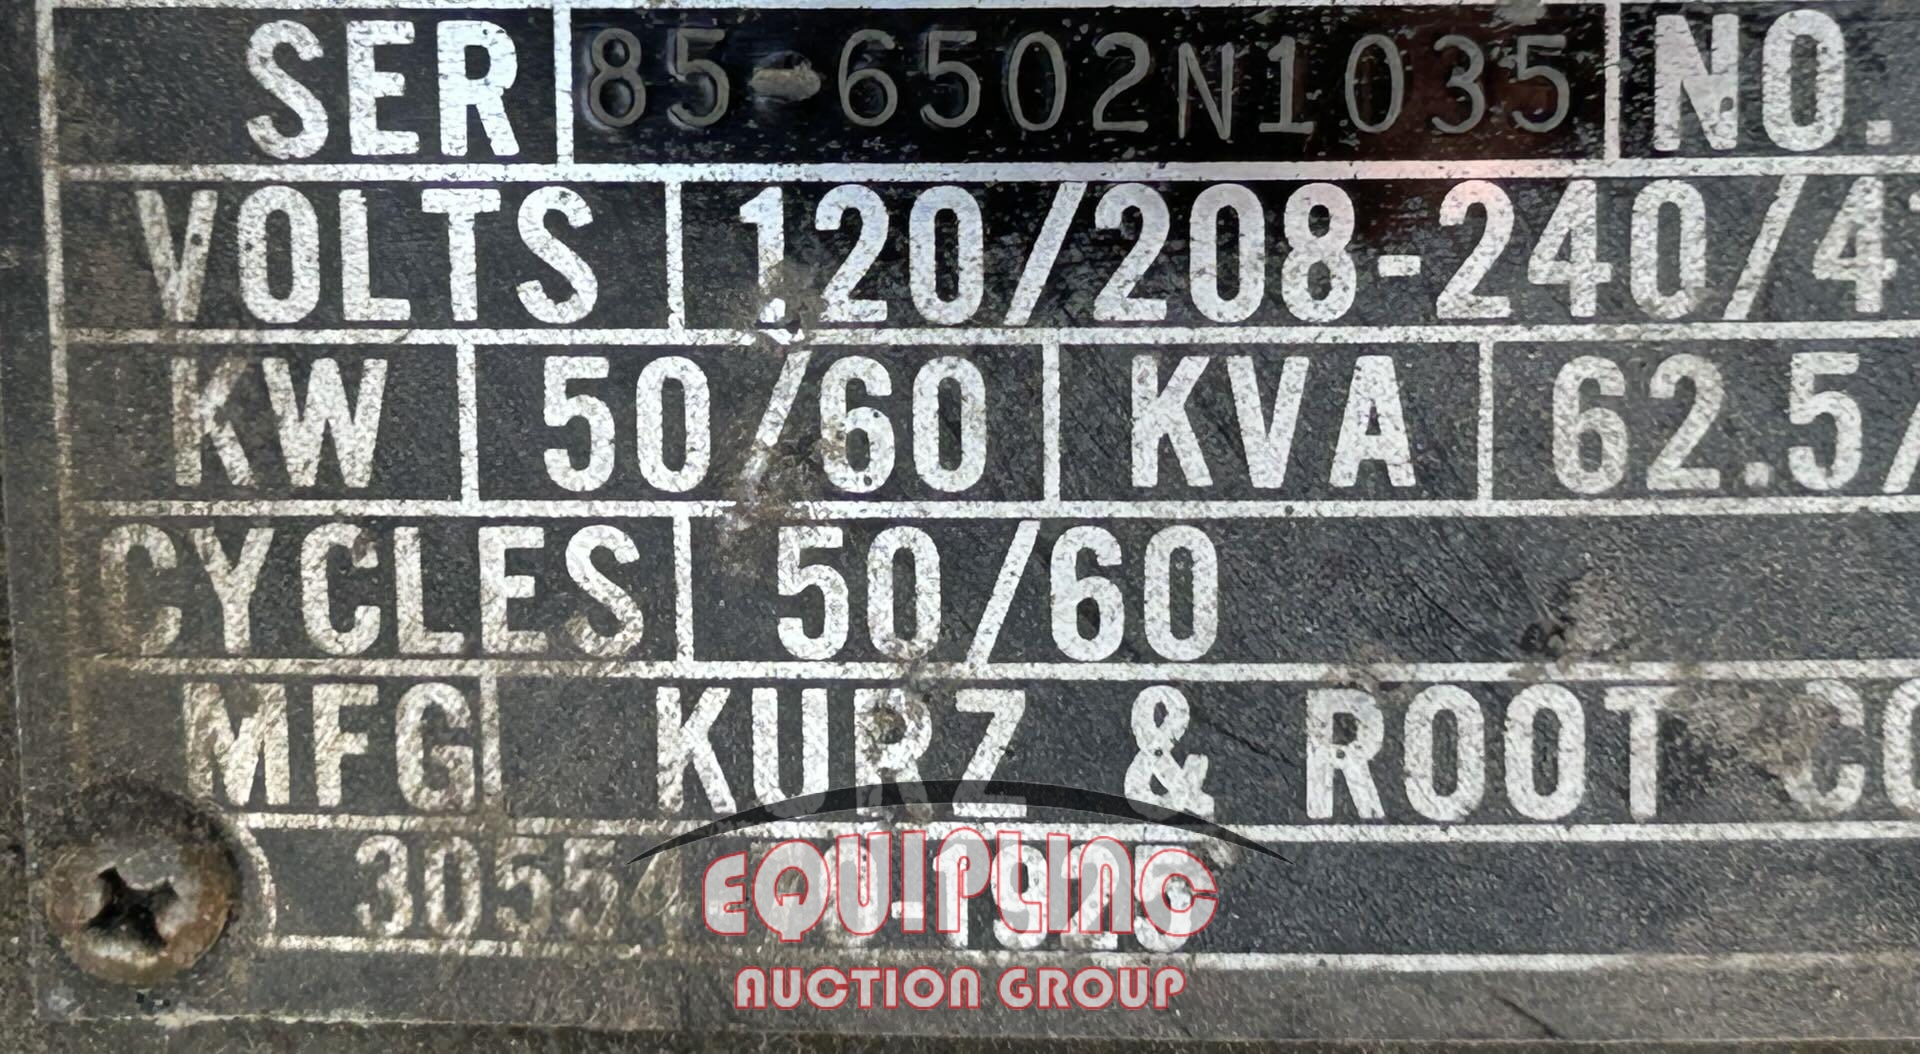 SER 85-6502N1035 NO.
VOLTS 120/208-240/4
KW 50/60 KVA 62.5/
CYCLES 50/60
MFG KURZ & ROOT CO
3055
EQUIPLINC
AUCTION GROUP